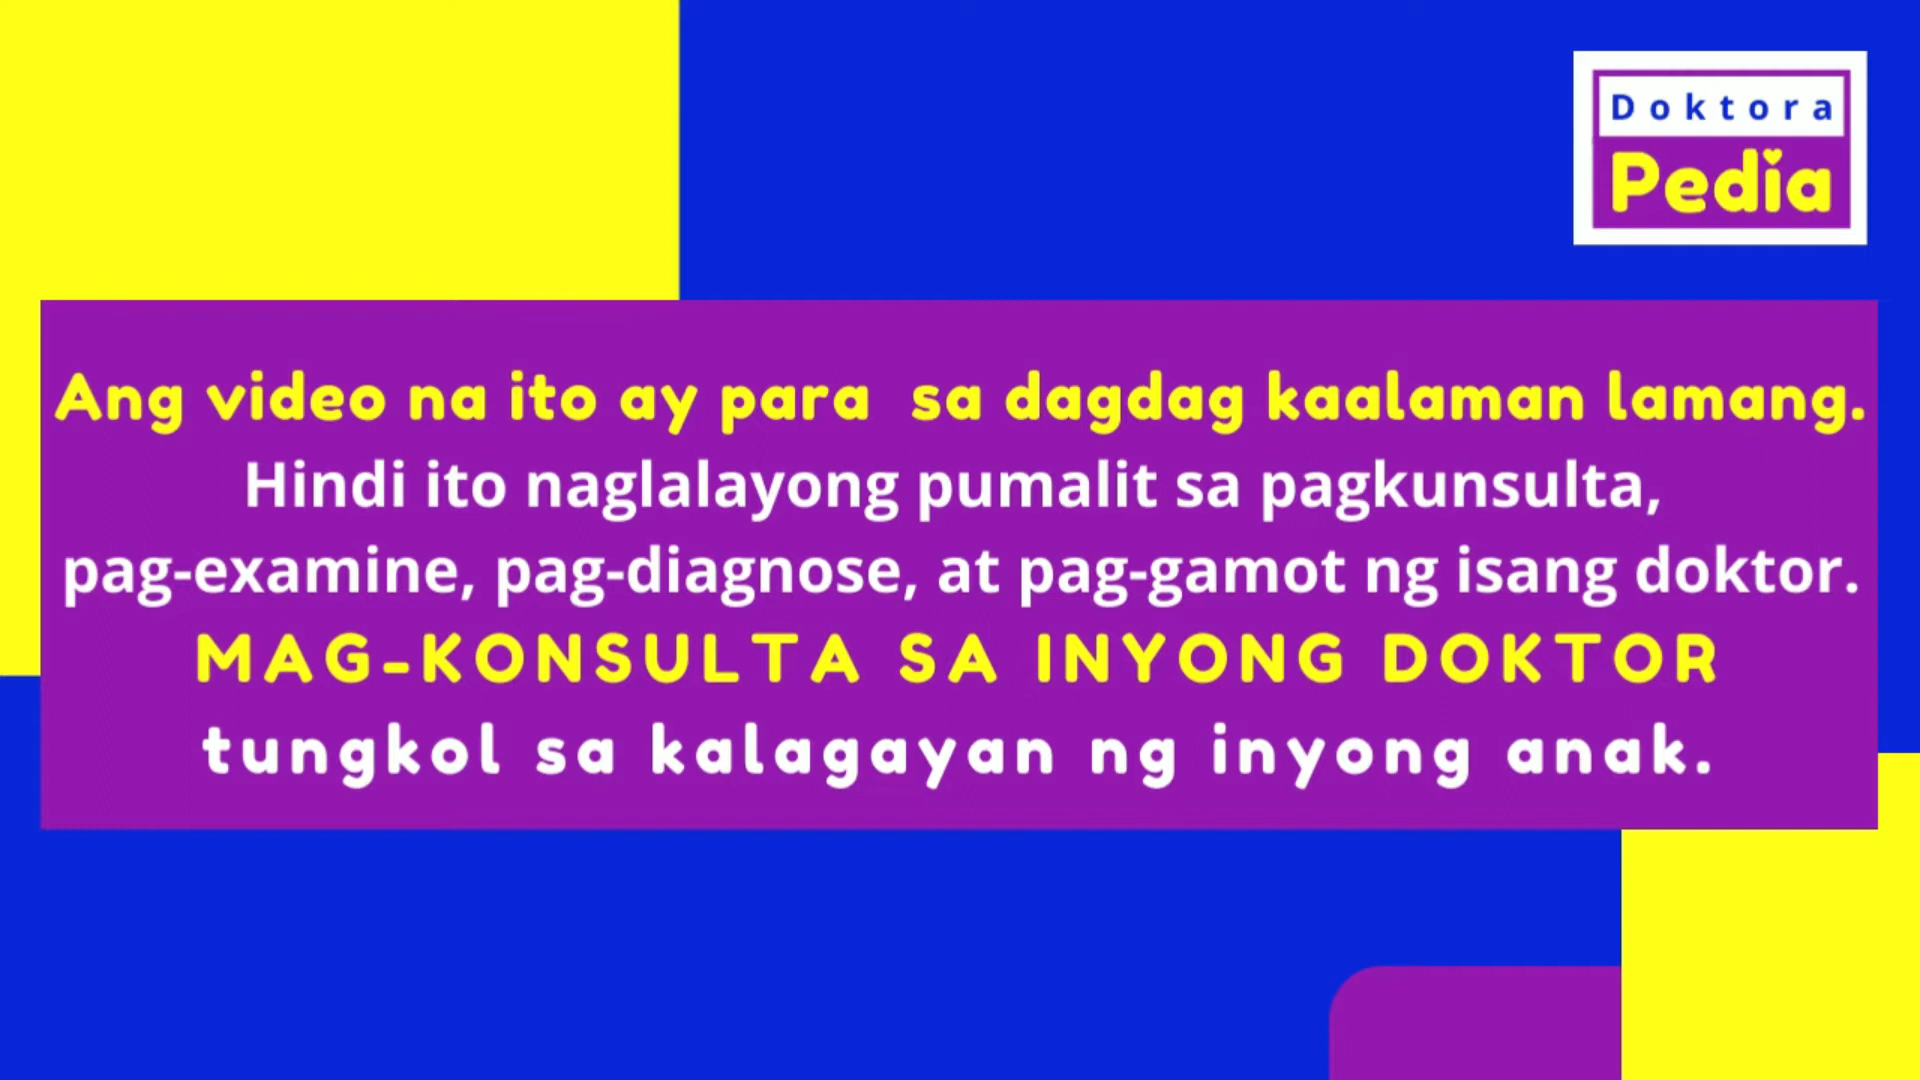 Doktora
Pedia
Ang video na ito ay para sa dagdag kaalaman lamang.
Hindi ito naglalayong pumalit sa pagkunsulta,
pag-examine, pag-diagnose, at pag-gamot ng isang doktor.
MAG-KONSULTA SA INYONG DOKTOR
tungkol sa kalagayan ng inyong anak.